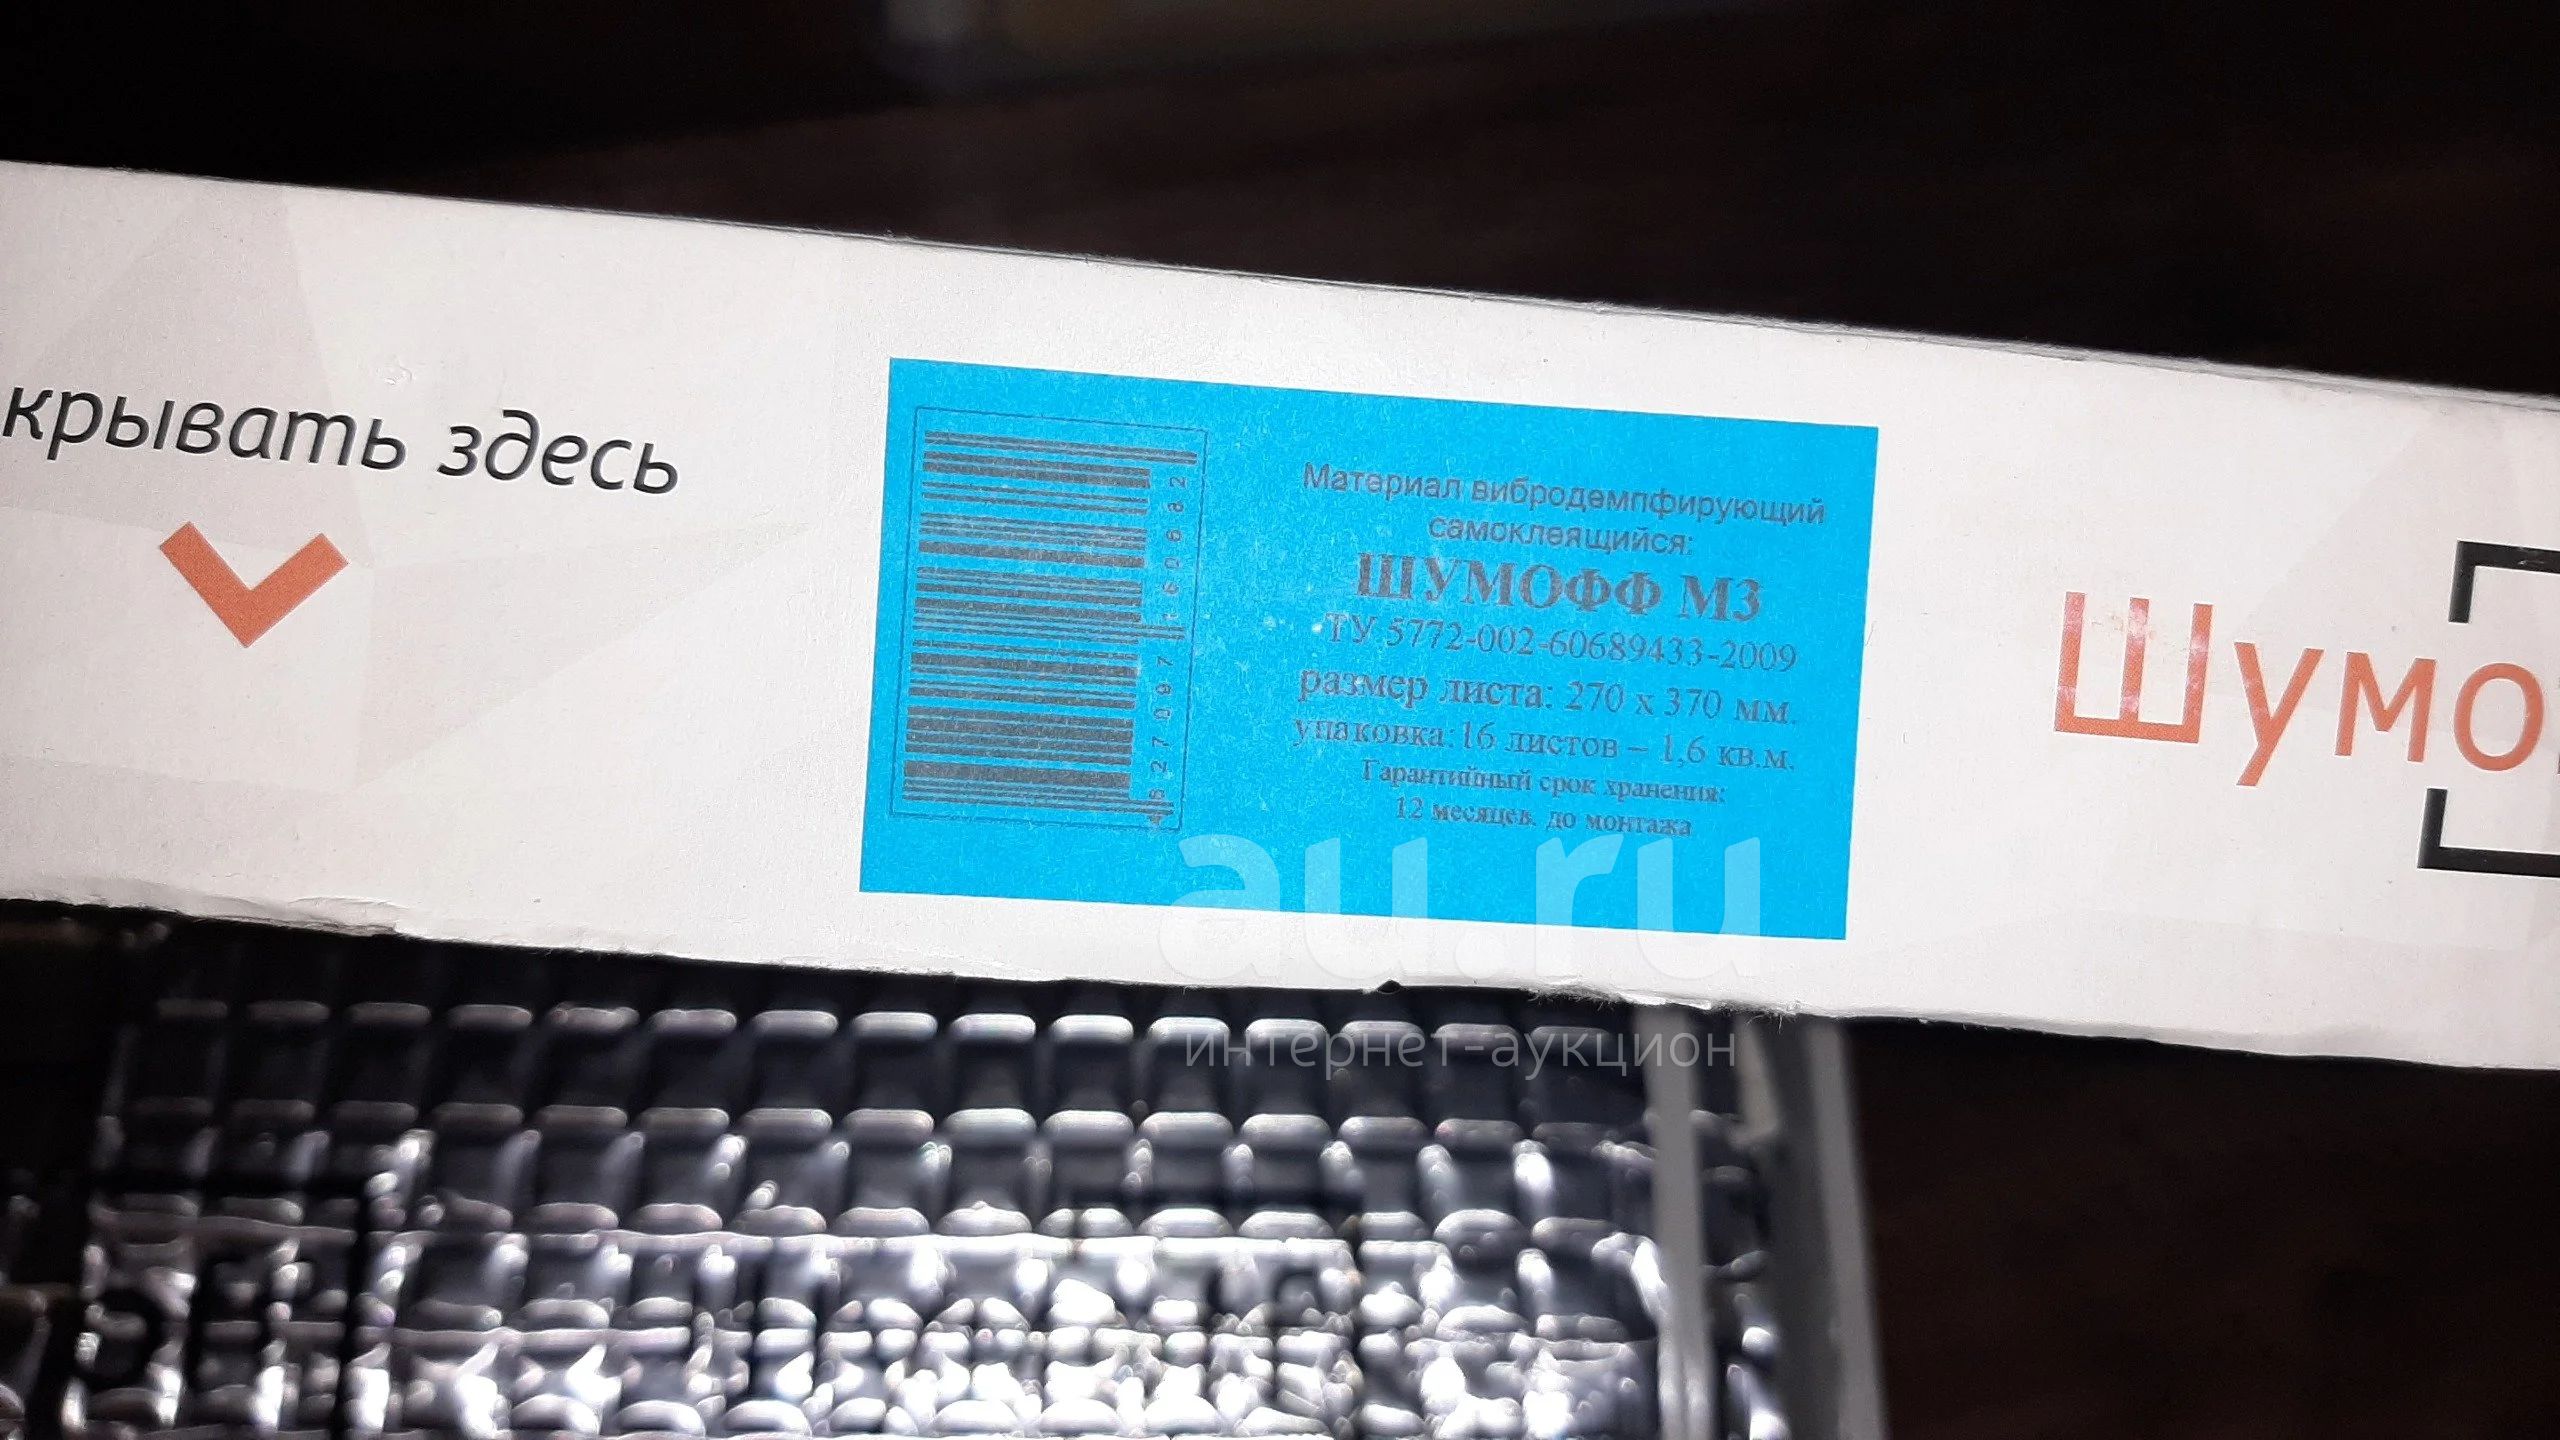 крывать здесь
Материал вибродемпфирующий
самоклеящийся:
ШУМОФФ М3
ТУ 5772-002-60689433-2009
размер листа: 270 х 370 мм.
упаковка:16 листов – 1,6 кв.м.
Гарантийный срок хранения:
12 месяцев. до монтажа
Шумо
au.ru
интернет-аукцион